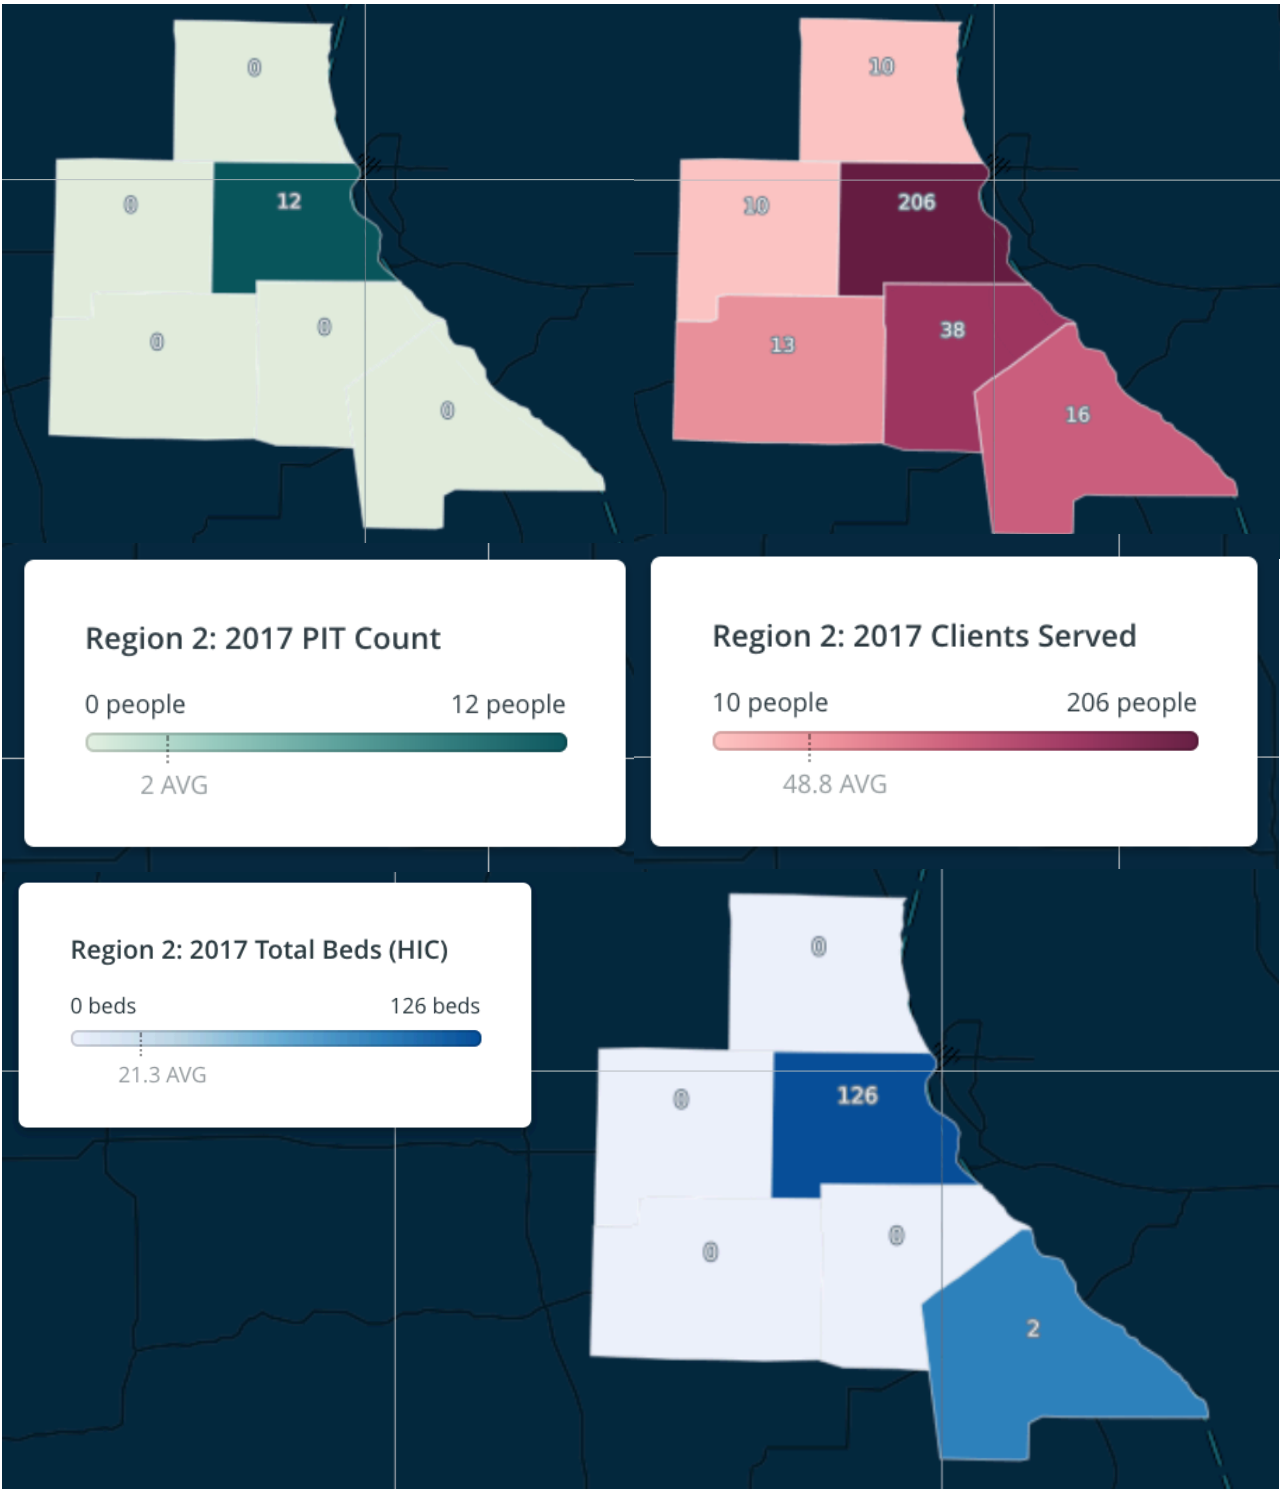 0
0
12
0
0
0
10
10
206
13
38
16
Region 2: 2017 PIT Count
0 people
12 people
2 AVG
Region 2: 2017 Clients Served
10 people
206 people
48.8 AVG
Region 2: 2017 Total Beds (HIC)
0 beds
126 beds
21.3 AVG
0
0
126
0
0
2